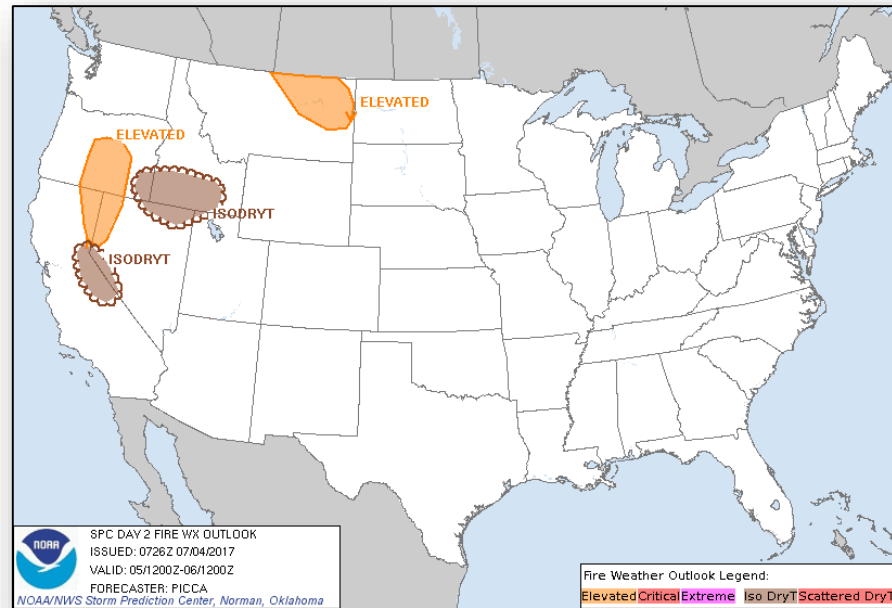 ELEVATED
ELEVATED
ISODRYT
ISODRYT
NOAA
SPC DAY 2 FIRE WX OUTLOOK
ISSUED: 0726Z 07/04/2017
VALID: 05/1200Z-06/1200Z
FORECASTER: PICCA
NOAA/NWS Storm Prediction Center, Norman, Oklahoma
Fire Weather Outlook Legend:
Elevated Critical Extreme Iso DryT Scattered DryT